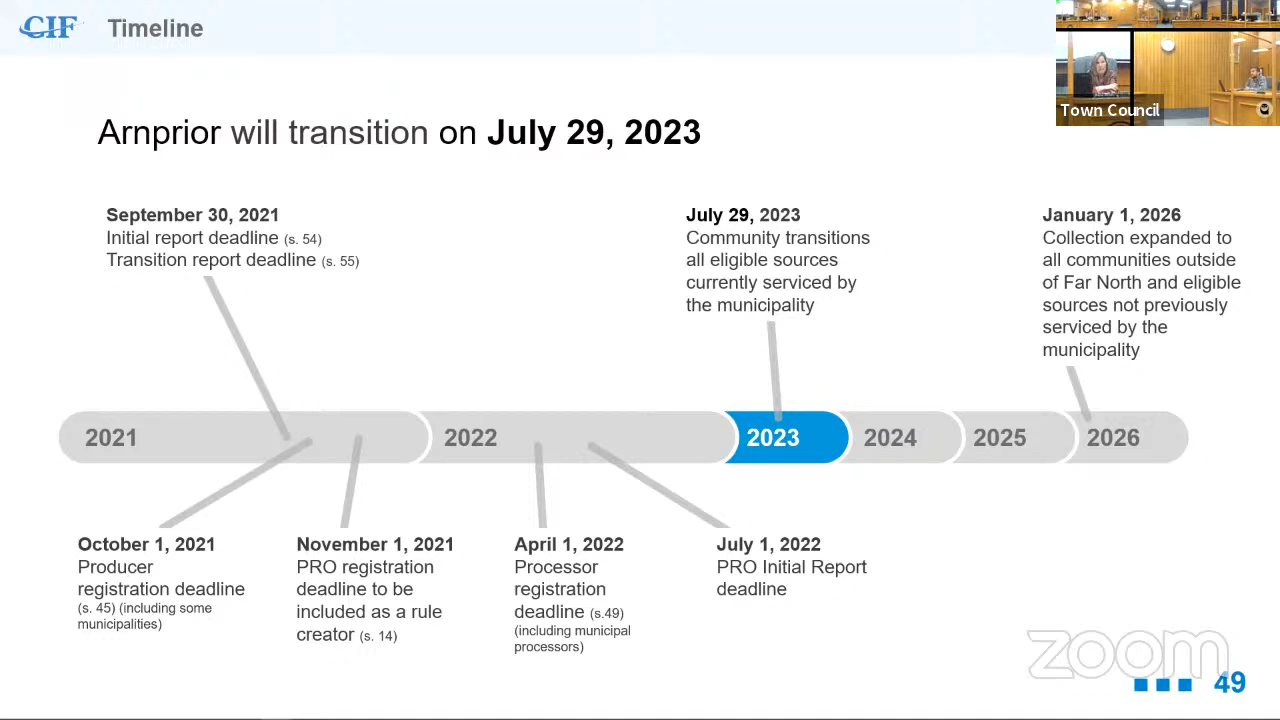 CIF
Timeline
Town Council
Arnprior will transition on July 29, 2023
September 30, 2021
Initial report deadline (s. 54)
Transition report deadline (s. 55)
July 29, 2023
Community transitions
all eligible sources
currently serviced by
the municipality
January 1, 2026
Collection expanded to
all communities outside
of Far North and eligible
sources not previously
serviced by the
municipality
2021
2022
2023
2024
2025
2026
October 1, 2021
Producer
registration deadline
(s. 45) (including some
municipalities)
November 1, 2021
PRO registration
deadline to be
included as a rule
creator (s. 14)
April 1, 2022
Processor
registration
deadline (s.49)
(including municipal
processors)
July 1, 2022
PRO Initial Report
deadline
zoom
49